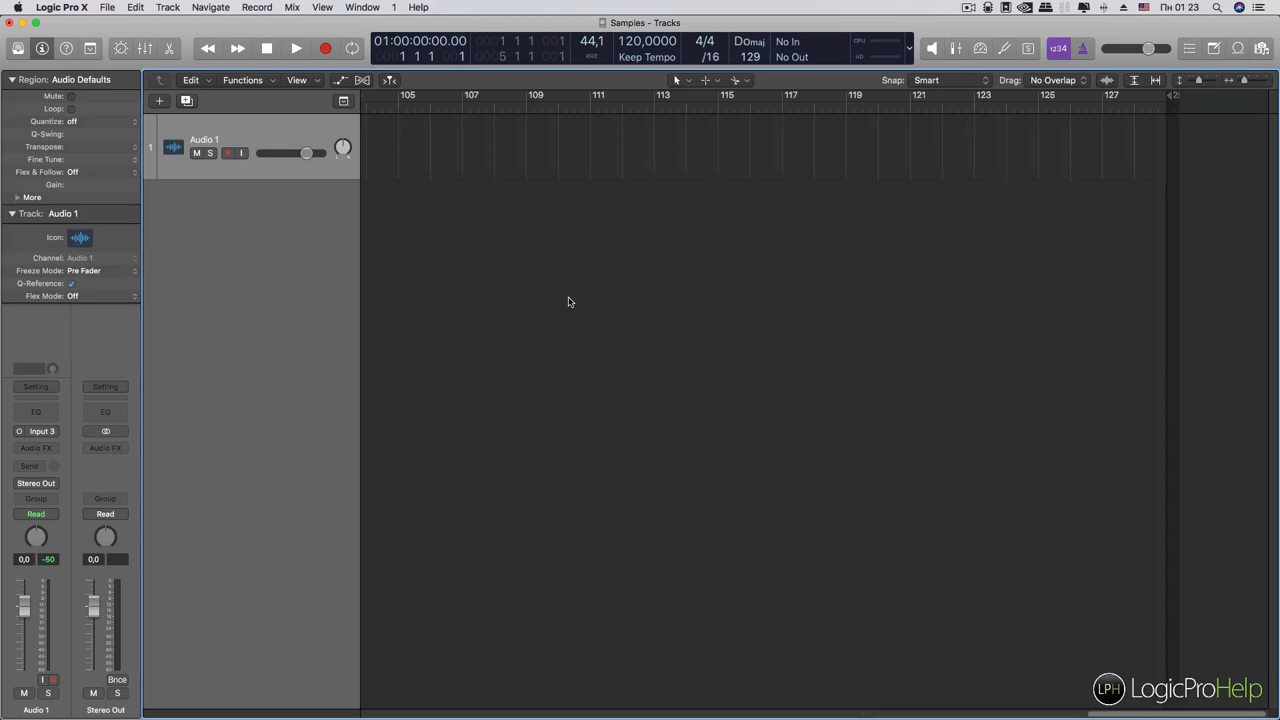 Logic Pro X File Edit Track Navigate Record Mix View Window 1 Help Пн 01 23
Samples - Tracks
01:00:00:00.00 44,1 120,0000 4/4 DOmaj No In CPU
1 1 1 1 5 1 1 1 KHZ Keep Tempo /16 129 No Out HD
1234
Region: Audio Defaults
Edit Functions View Snap: Smart Drag: No Overlap
Mute:
Loop:
Quantize: off
Q-Swing:
Transpose:
Fine Tune:
Flex & Follow: Off
Gain:
More
105 107 109 111 113 115 117 119 121 123 125 127
1 Audio 1
M S R I
L R
Track: Audio 1
Icon:
Channel: Audio 1
Freeze Mode: Pre Fader
Q-Reference:
Flex Mode: Off
Setting Setting
EQ EQ
Input 3
Audio FX Audio FX
Send
Stereo Out
Group Group
Read Read
0,0 -50 0,0
I R Bnce
M S M S
Audio 1 Stereo Out
LPH LogicProHelp